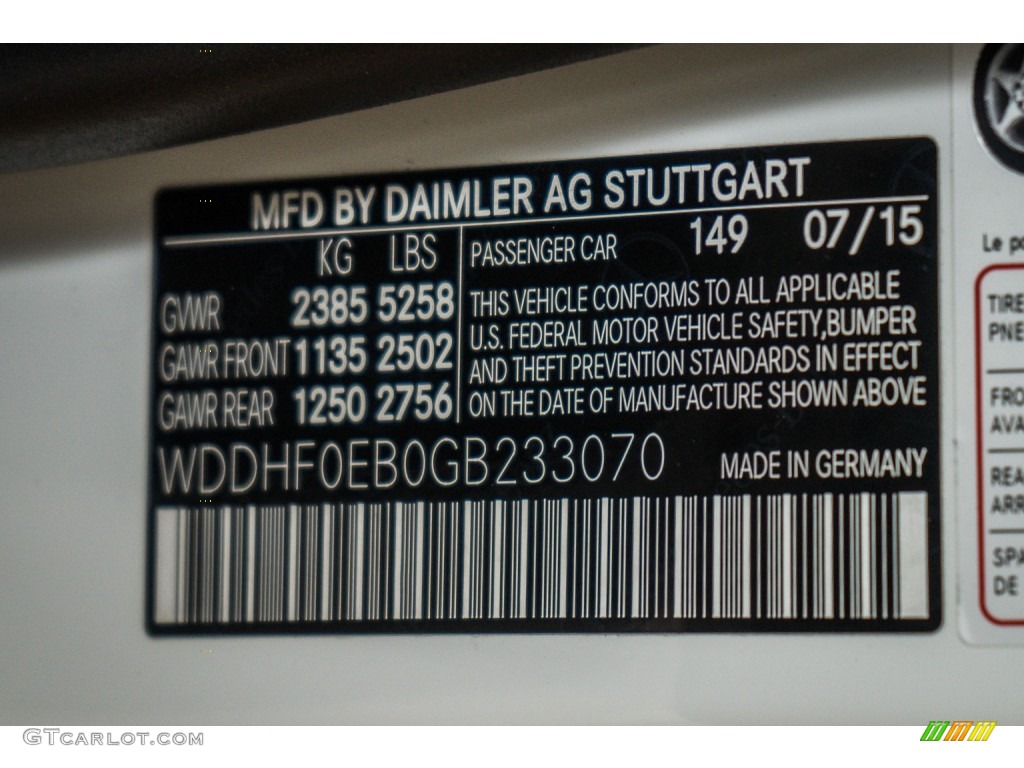 MFD BY DAIMLER AG STUTTGART
KG LBS
GVWR 2385 5258
GAWR FRONT 1135 2502
GAWR REAR 1250 2756
PASSENGER CAR 149 07/15
THIS VEHICLE CONFORMS TO ALL APPLICABLE
U.S. FEDERAL MOTOR VEHICLE SAFETY,BUMPER
AND THEFT PREVENTION STANDARDS IN EFFECT
ON THE DATE OF MANUFACTURE SHOWN ABOVE
WDDHF0EB0GB233070 MADE IN GERMANY
Le
TIRE
GTCARLOT.COM